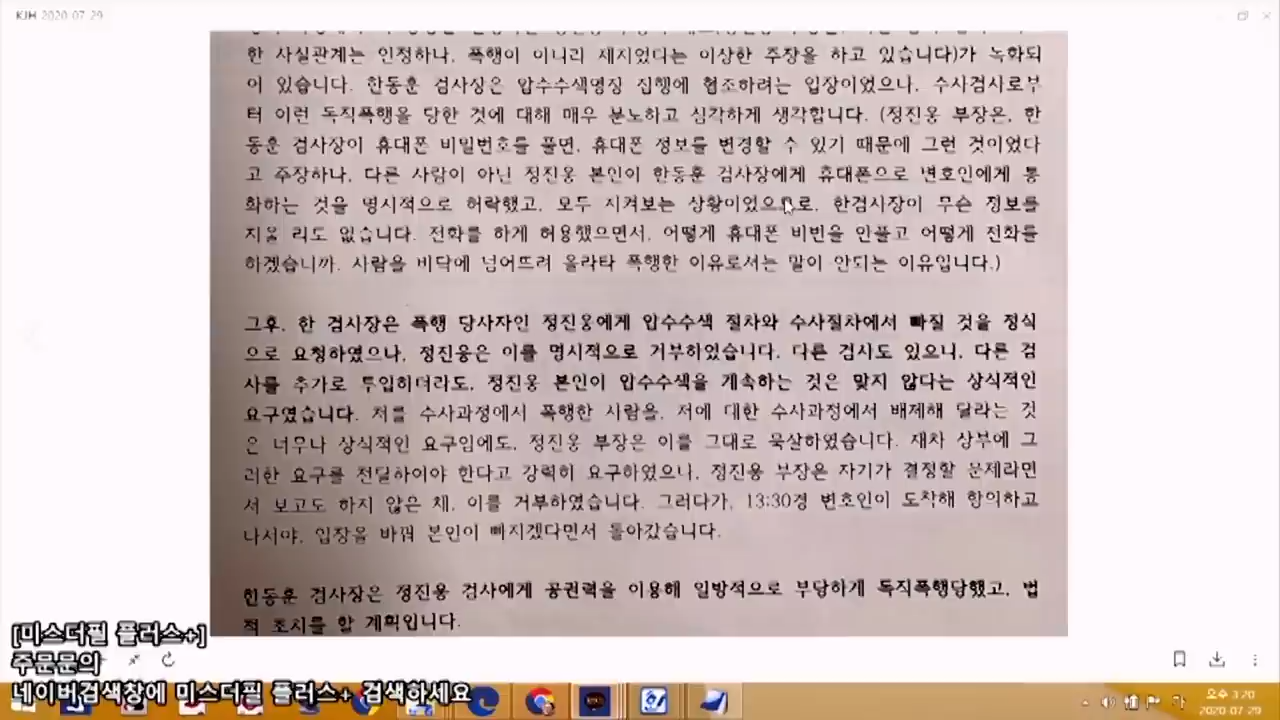 KJH 2020-07-29
한 사실관계는 인정하나, 폭행이 아니라 제지였다는 이상한 주장을 하고 있습니다)가 녹화되
어 있습니다. 한동훈 검사장은 압수수색영장 집행에 협조하려는 입장이었으나, 수사검사로부
터 이런 독직폭행을 당한 것에 대해 매우 분노하고 심각하게 생각합니다. (정진웅 부장은, 한
동훈 검사장이 휴대폰 비밀번호를 풀면, 휴대폰 정보를 변경할 수 있기 때문에 그런 것이었다
고 주장하나, 다른 사람이 아닌 정진웅 본인이 한동훈 검사장에게 휴대폰으로 변호인에게 통
화하는 것을 명시적으로 허락했고, 모두 지켜보는 상황이었으므로, 한검사장이 무슨 정보를
지울 리도 없습니다. 전화를 하게 허용했으면서, 어떻게 휴대폰 비번을 안풀고 어떻게 전화를
하겠습니까. 사람을 바닥에 넘어뜨려 올라타 폭행한 이유로서는 말이 안되는 이유입니다.)
그후, 한 검사장은 폭행 당사자인 정진웅에게 압수수색 절차와 수사절차에서 빠질 것을 정식
으로 요청하였으나, 정진웅은 이를 명시적으로 거부하였습니다. 다른 검사도 있으니, 다른 검
사를 추가로 투입하더라도, 정진웅 본인이 압수수색을 계속하는 것은 맞지 않다는 상식적인
요구였습니다. 저를 수사과정에서 폭행한 사람을, 저에 대한 수사과정에서 배제해 달라는 것
은 너무나 상식적인 요구임에도, 정진웅 부장은 이를 그대로 묵살하였습니다. 재차 상부에 그
러한 요구를 전달하여야 한다고 강력히 요구하였으나, 정진웅 부장은 자기가 결정할 문제라면
서 보고도 하지 않은 채, 이를 거부하였습니다. 그러다가, 13:30경 변호인이 도착해 항의하고
나서야, 입장을 바꿔 본인이 빠지겠다면서 돌아갔습니다.
한동훈 검사장은 정진웅 검사에게 공권력을 이용해 일방적으로 부당하게 독직폭행당했고, 법
적 조치를 할 계획입니다.
[미스더필 플러스+]
주문문의
네이버검색창에 미스더필 플러스+ 검색하세요
오후 3:20
2020-07-29